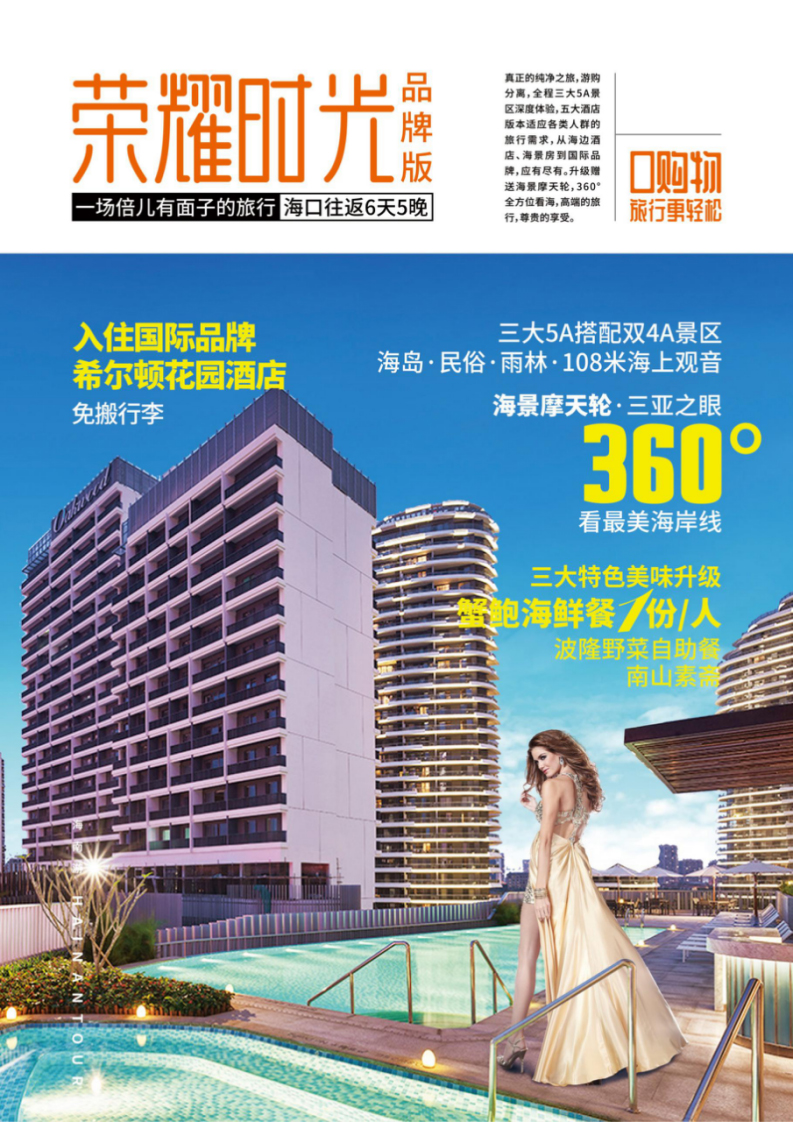 荣耀时光
品牌版
一场倍儿有面子的旅行 海口往返6天5晚
真正的纯净之旅,游购
分离,全程三大5A景
区深度体验,五大酒店
版本适应各类人群的
旅行需求,从海边酒
店、海景房到国际品
牌,应有尽有。升级赠
送海景摩天轮,360°
全方位看海,高端的旅
行,尊贵的享受。
0购物
旅行更轻松
入住国际品牌
希尔顿花园酒店
免搬行李
三大5A搭配双4A景区
海岛·民俗·雨林·108米海上观音
海景摩天轮·三亚之眼
360°
看最美海岸线
三大特色美味升级
蟹鲍海鲜餐1份/人
波隆野菜自助餐
南山素斋
Oakwood
HAINANTOUR